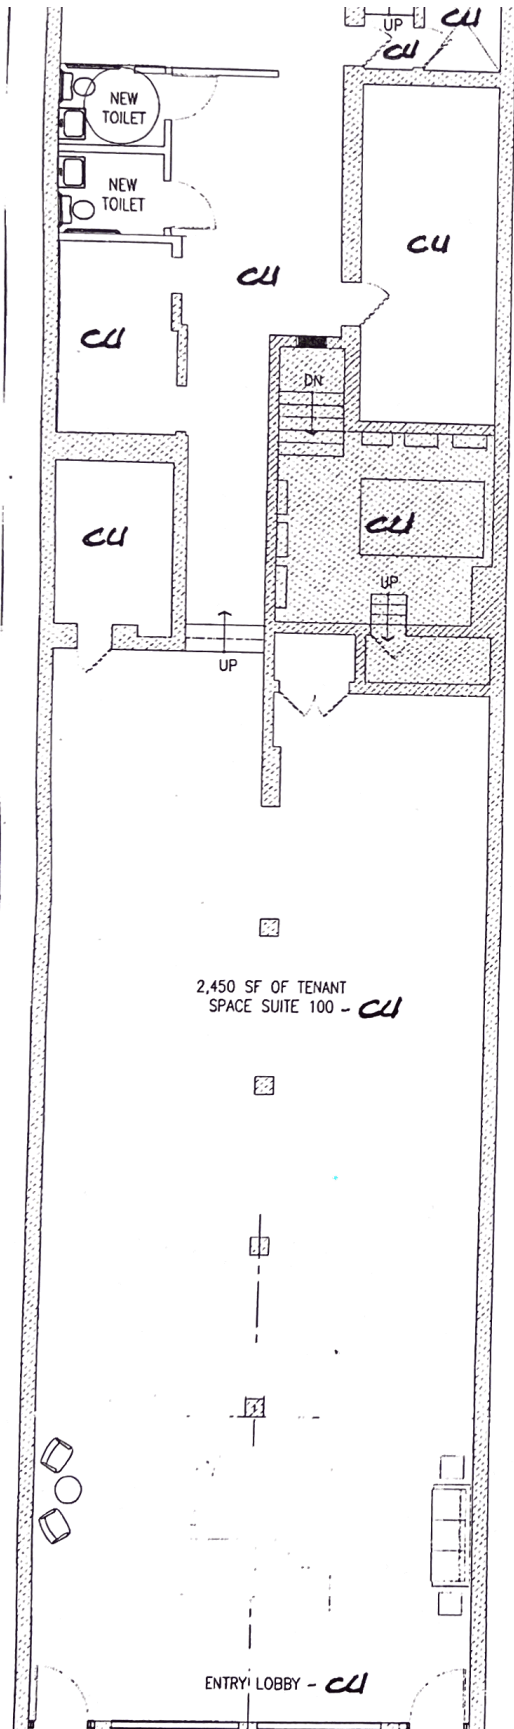 CU
UP
CU
NEW
TOILET
NEW
TOILET
CU
CU
CU
DN
CU
CU
UP
UP
2,450 SF OF TENANT
SPACE SUITE 100 - CU
ENTRY LOBBY - CU